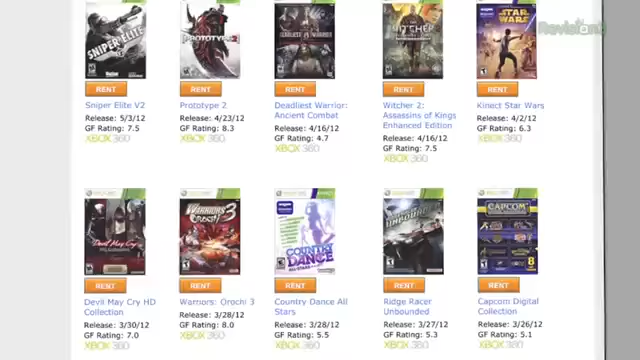 Revision3
SNIPER ELITE V2
PROTOTYPE 2
DEADLIEST WARRIOR
THE WITCHER
KINECT
STAR WARS
RENT
RENT
RENT
RENT
RENT
Sniper Elite V2
Release: 5/3/12
GF Rating: 7.5
XBOX 360
Prototype 2
Release: 4/23/12
GF Rating: 8.3
XBOX 360
Deadliest Warrior:
Ancient Combat
Release: 4/16/12
GF Rating: 4.7
XBOX 360
Witcher 2:
Assassins of Kings
Enhanced Edition
Release: 4/16/12
GF Rating: 7.5
XBOX 360
Kinect Star Wars
Release: 4/2/12
GF Rating: 6.3
XBOX 360
Devil May Cry
WARRIORS
OROCHI 3
COUNTRY
DANCE
ALL STARS
UNBOUNDED
CAPCOM
8
RENT
RENT
RENT
RENT
RENT
Devil May Cry HD
Collection
Release: 3/30/12
GF Rating: 7.0
XBOX 360
Warriors: Orochi 3
Release: 3/28/12
GF Rating: 8.0
XBOX 360
Country Dance All
Stars
Release: 3/28/12
GF Rating: 5.5
XBOX 360
Ridge Racer
Unbounded
Release: 3/27/12
GF Rating: 5.3
XBOX 360
Capcom Digital
Collection
Release: 3/26/12
GF Rating: 5.1
XBOX 360